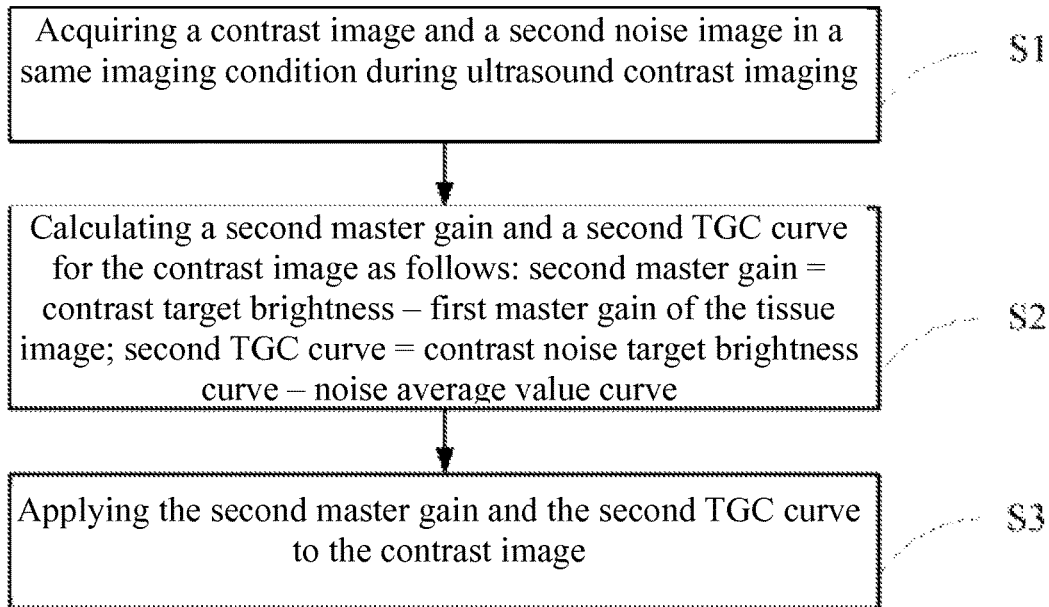 Acquiring a contrast image and a second noise image in a
same imaging condition during ultrasound contrast imaging
S1
Calculating a second master gain and a second TGC curve
for the contrast image as follows: second master gain =
contrast target brightness – first master gain of the tissue
image; second TGC curve = contrast noise target brightness
curve – noise average value curve
S2
Applying the second master gain and the second TGC curve
to the contrast image
S3